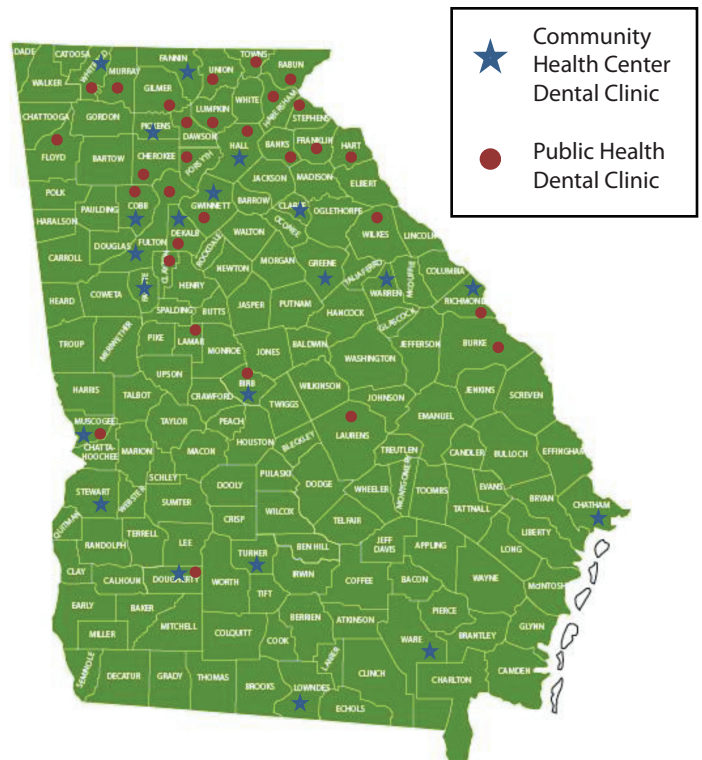 Community
Health Center
Dental Clinic
Public Health
Dental Clinic
DADE
CATOOSA
FANNIN
TOWNS
RABUN
WALKER
MURRAY
UNION
GILMER
WHITE
HABERSHAM
LUMPKIN
STEPHENS
CHATTOOGA
GORDON
PICKENS
DAWSON
HALL
BANKS
FRANKLIN
HART
FLOYD
BARTOW
CHEROKEE
FORSYTH
JACKSON
MADISON
ELBERT
POLK
PAULDING
COBB
GWINNETT
BARROW
CLARKE
OGLETHORPE
HARALSON
OCONEE
WILKES
LINCOLN
DOUGLAS
FULTON
DEKALB
ROCKDALE
WALTON
CARROLL
NEWTON
MORGAN
GREENE
TALIAFERRO
WARREN
MCDUFFIE
COLUMBIA
HEARD
COWETA
HENRY
RICHMOND
SPALDING
BUTTS
JASPER
PUTNAM
HANCOCK
GLASCOCK
TROUP
MERIWETHER
PIKE
LAMAR
MONROE
JONES
BALDWIN
WASHINGTON
JEFFERSON
BURKE
UPSON
HARRIS
TALBOT
CRAWFORD
BIBB
WILKINSON
JOHNSON
JENKINS
SCREVEN
TWIGGS
EMANUEL
MUSCOGEE
TAYLOR
PEACH
HOUSTON
BLECKLEY
LAURENS
CHATTA-
HOOCHEE
MARION
MACON
TREUTLEN
CANDLER
BULLOCH
EFFINGHAM
SCHLEY
PULASKI
DODGE
MONTGOMERY
STEWART
WEBSTER
SUMTER
DOOLY
WHEELER
TOOMBS
EVANS
BRYAN
CHATHAM
QUITMAN
CRISP
WILCOX
TELFAIR
TATTNALL
TERRELL
LEE
LIBERTY
RANDOLPH
TURNER
BEN HILL
JEFF
DAVIS
APPLING
LONG
CLAY
CALHOUN
DOUGHERTY
WORTH
IRWIN
COFFEE
BACON
WAYNE
McINTOSH
TIFT
EARLY
BAKER
PIERCE
MITCHELL
BERRIEN
ATKINSON
GLYNN
MILLER
COLQUITT
COOK
WARE
BRANTLEY
LANIER
CLINCH
CAMDEN
SEMINOLE
DECATUR
GRADY
THOMAS
BROOKS
LOWNDES
CHARLTON
ECHOLS